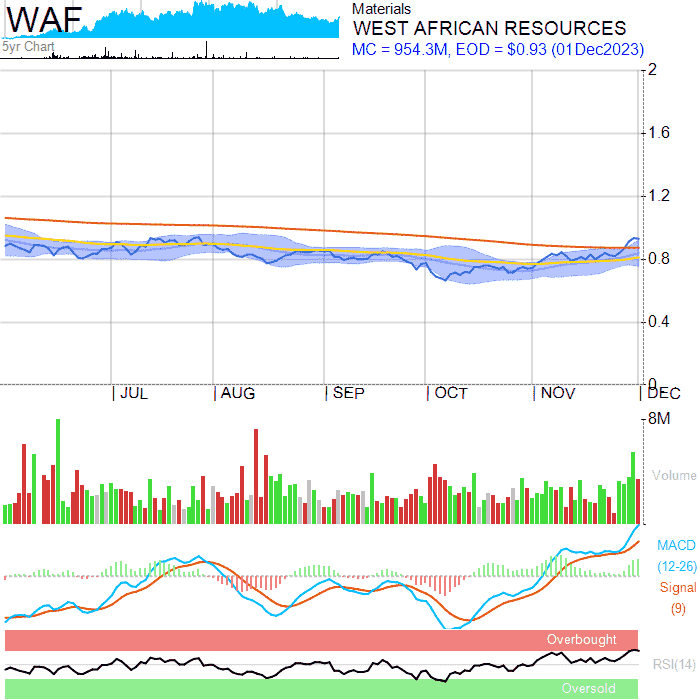 WAF
5yr Chart
Materials
WEST AFRICAN RESOURCES
MC = 954.3M, EOD = $0.93 (01Dec2023)
2
1.6
1.2
0.8
0.4
0
JUL AUG SEP OCT NOV DEC
8M
Volume
MACD
(12-26)
Signal
(9)
Overbought
RSI(14)
Oversold